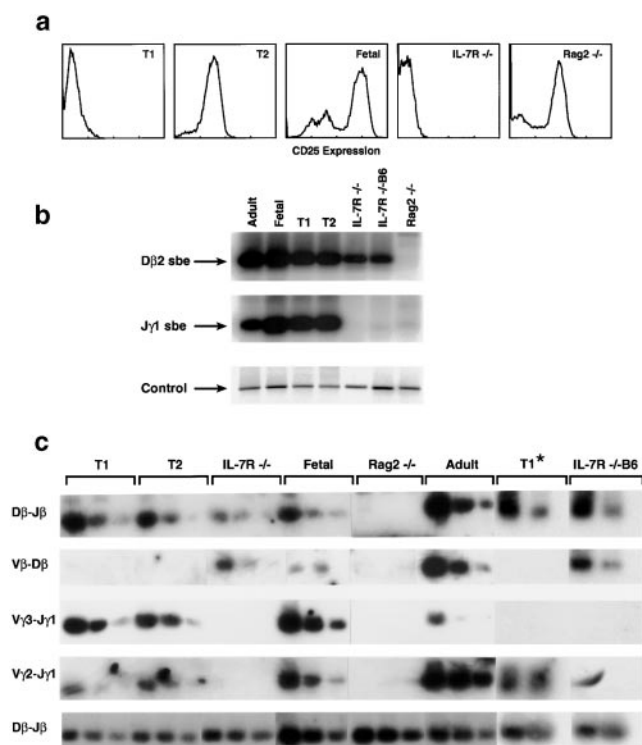 a
T1 T2 Fetal IL-7R -/- Rag2 -/-
CD25 Expression
b
Adult Fetal T1 T2 IL-7R -/- IL-7R -/-B6 Rag2 -/-
Dβ2 sbe
Jγ1 sbe
Control
c
T1 T2 IL-7R -/- Fetal Rag2 -/- Adult T1* IL-7R -/-B6
Dβ-Jβ
Vβ-Dβ
Vγ3-Jγ1
Vγ2-Jγ1
Dβ-Jβ